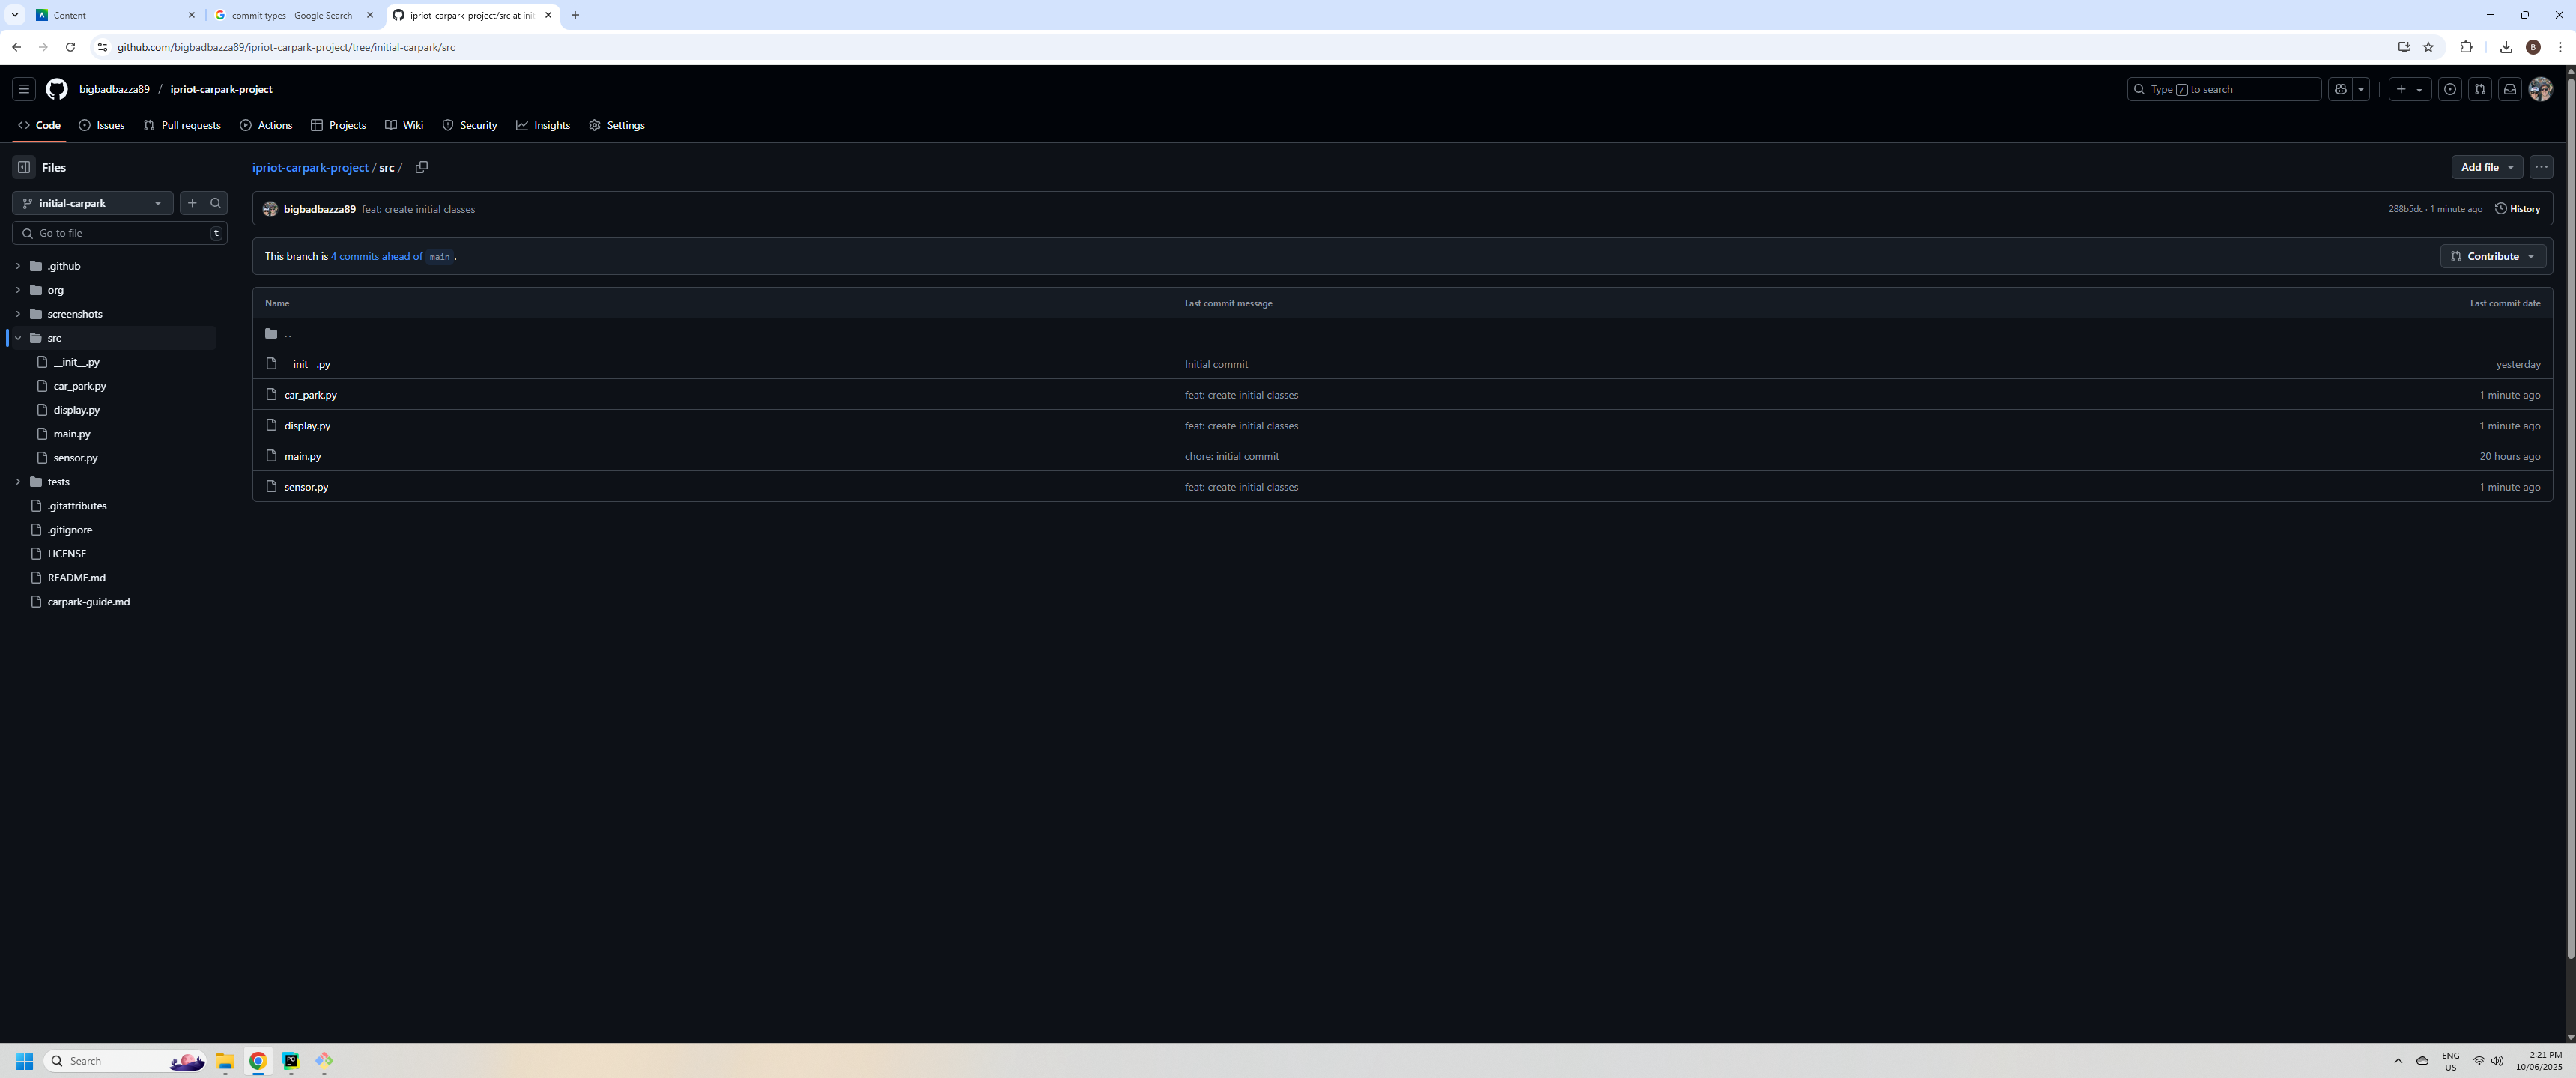 Content
commit types - Google Search
ipriot-carpark-project/src at init
github.com/bigbadbazza89/ipriot-carpark-project/tree/initial-carpark/src
B
bigbadbazza89 / ipriot-carpark-project
Type / to search
Code
Issues
Pull requests
Actions
Projects
Wiki
Security
Insights
Settings
Files
ipriot-carpark-project / src /
Add file
initial-carpark
bigbadbazza89 feat: create initial classes
288b5dc · 1 minute ago
History
Go to file
t
This branch is 4 commits ahead of main .
Contribute
.github
org
screenshots
src
__init__.py
car_park.py
display.py
main.py
sensor.py
tests
.gitattributes
.gitignore
LICENSE
README.md
carpark-guide.md
Name Last commit message Last commit date
..
__init__.py Initial commit yesterday
car_park.py feat: create initial classes 1 minute ago
display.py feat: create initial classes 1 minute ago
main.py chore: initial commit 20 hours ago
sensor.py feat: create initial classes 1 minute ago
Search
PC
ENG
US
2:21 PM
10/06/2025